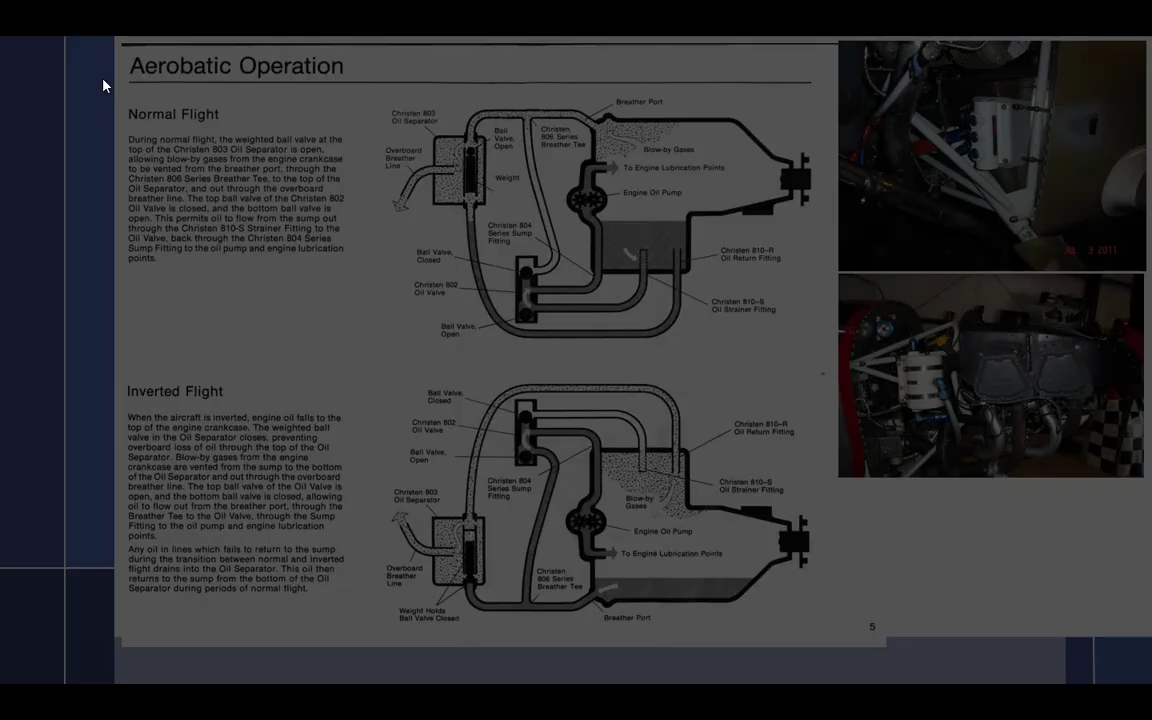 Aerobatic Operation
Normal Flight
During normal flight, the weighted ball valve at the
top of the Christen 803 Oil Separator is open,
allowing blow-by gases from the engine crankcase
to be vented from the breather port, through the
Christen 806 Series Breather Tee, to the top of the
Oil Separator, and out through the overboard
breather line. The top ball valve of the Christen 802
Oil Valve is closed, and the bottom ball valve is
open. This permits oil to flow from the sump out
through the Christen 810-S Strainer Fitting to the
Oil Valve, back through the Christen 804 Series
Sump Fitting to the oil pump and engine lubrication
points.
Christen 803
Oil Separator
Overboard
Breather
Line
Ball
Valve,
Open
Weight
Christen
806 Series
Breather Tee
Breather Port
Blow-by Gases
To Engine Lubrication Points
Engine Oil Pump
Christen 804
Series Sump
Fitting
Ball Valve,
Closed
Christen 802
Oil Valve
Ball Valve,
Open
Christen 810-R
Oil Return Fitting
Christen 810-S
Oil Strainer Fitting
3 2011
Inverted Flight
When the aircraft is inverted, engine oil falls to the
top of the engine crankcase. The weighted ball
valve in the Oil Separator closes, preventing
overboard loss of oil through the top of the Oil
Separator. Blow-by gases from the engine
crankcase are vented from the sump to the bottom
of the Oil Separator and out through the overboard
breather line. The top ball valve of the Oil Valve is
open, and the bottom ball valve is closed, allowing
oil to flow out from the breather port, through the
Breather Tee to the Oil Valve, through the Sump
Fitting to the oil pump and engine lubrication
points.
Any oil in lines which fails to return to the sump
during the transition between normal and inverted
flight drains into the Oil Separator. This oil then
returns to the sump from the bottom of the Oil
Separator during periods of normal flight.
Ball Valve,
Closed
Christen 802
Oil Valve
Ball Valve,
Open
Christen 804
Series Sump
Fitting
Christen 803
Oil Separator
Overboard
Breather
Line
Weight Holds
Ball Valve Closed
Christen
806 Series
Breather Tee
Christen 810-R
Oil Return Fitting
Christen 810-S
Oil Strainer Fitting
Blow-by
Gases
Engine Oil Pump
To Engine Lubrication Points
Breather Port
5